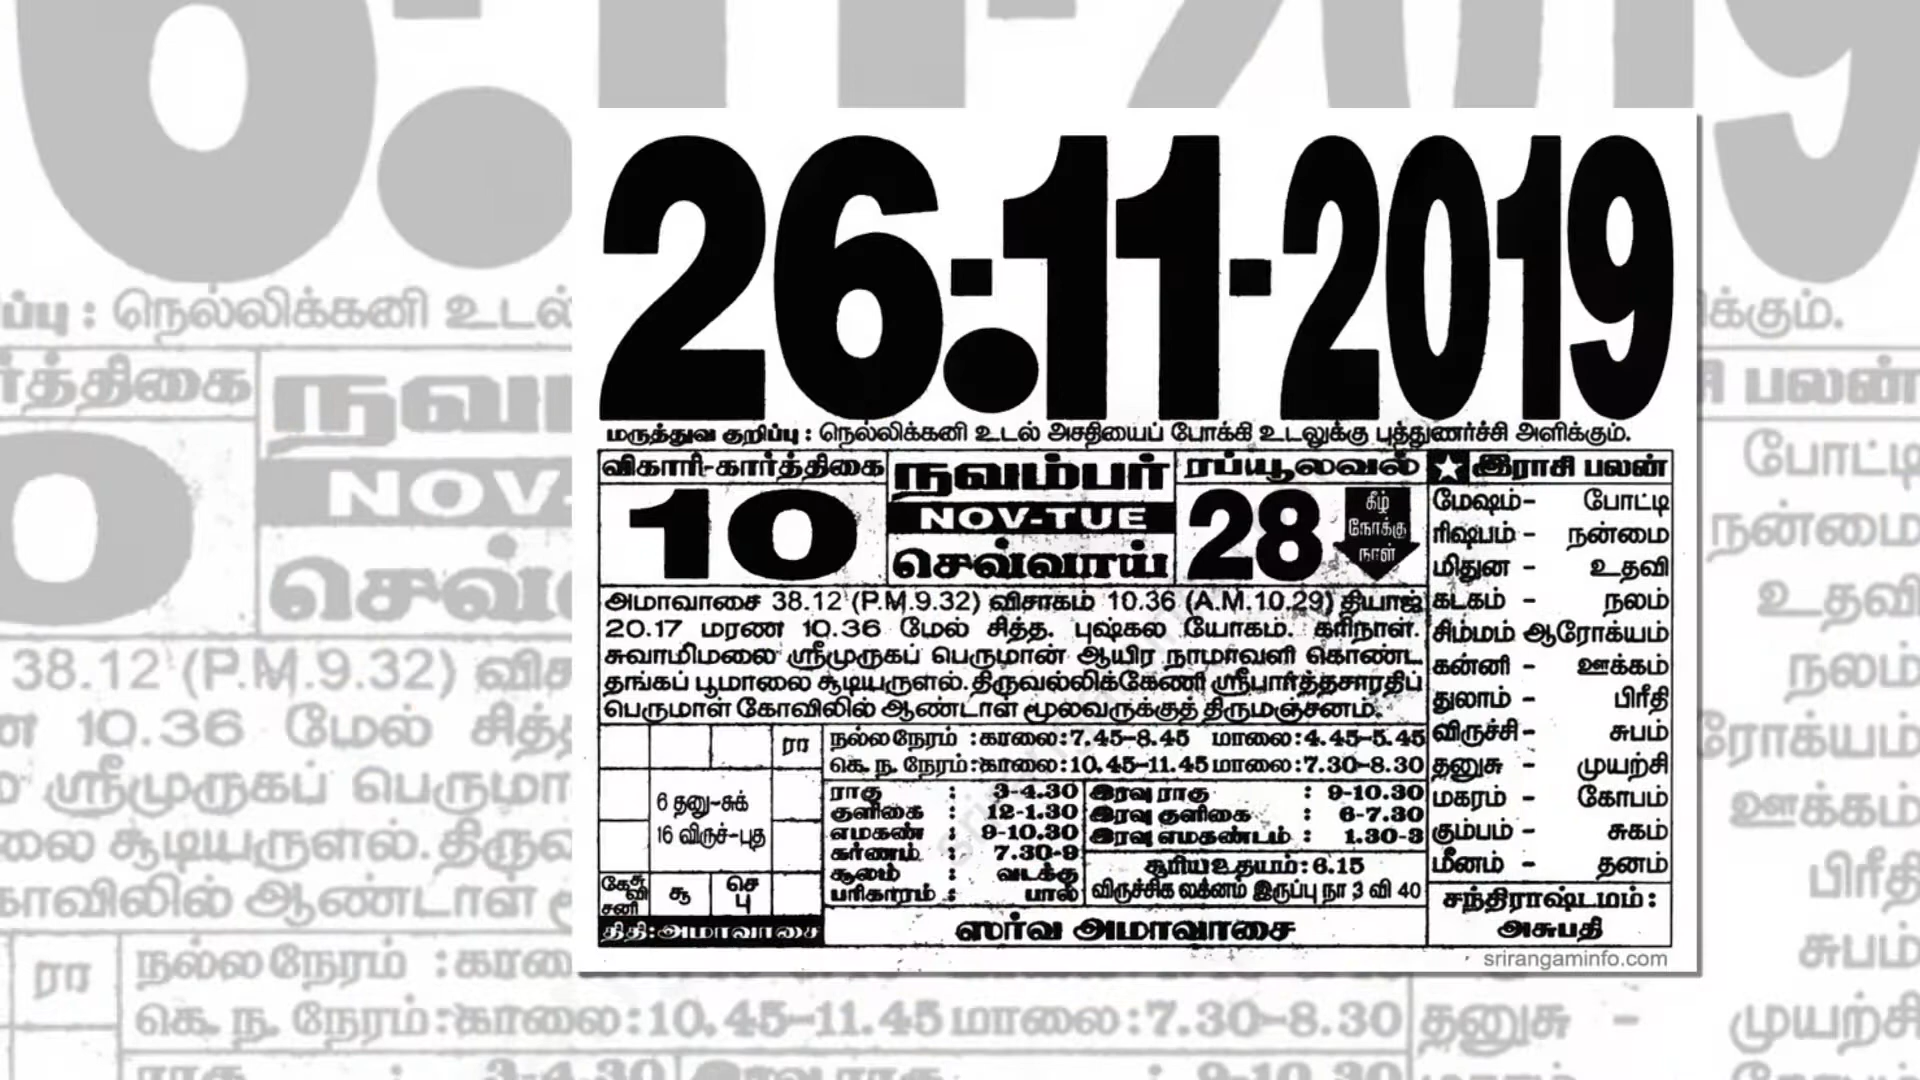 26-11-2019
மருத்துவ குறிப்பு : நெல்லிக்கனி உடல் அசதியைப் போக்கி உடலுக்கு புத்துணர்ச்சி அளிக்கும்.
விகாரி-கார்த்திகை
10
நவம்பர்
NOV-TUE
செவ்வாய்
ரப்யூலவல்
28
கீழ்
நோக்கு
நாள்
அமாவாசை 38.12 (P.M.9.32) விசாகம் 10.36 (A.M.10.29) தியாஜ்
20.17 மரண 10.36 மேல் சித்த. புஷ்கல யோகம். கரிநாள்.
சுவாமிமலை ஸ்ரீமுருகப் பெருமான் ஆயிர நாமாவளி கொண்ட
தங்கப் பூமாலை சூடியருளல். திருவல்லிக்கேணி ஸ்ரீபார்த்தசாரதிப்
பெருமாள் கோவிலில் ஆண்டாள் மூலவருக்குத் திருமஞ்சனம்.
ரா
6 தனு-சுக்
16 விருச்-புத
கேசு
வி
சனி
சூ
செ
பு
திதி:அமாவாசை
நல்லநேரம் :காலை:7.45-8.45 மாலை:4.45-5.45
கெ. ந. நேரம்:காலை:10.45-11.45 மாலை:7.30-8.30
ராகு : 3-4.30
குளிகை : 12-1.30
எமகண் : 9-10.30
கர்ணம் : 7.30-9
சூலம் : வடக்கு
பரிகாரம் : பால்
இரவு ராகு : 9-10.30
இரவு குளிகை : 6-7.30
இரவு எமகண்டம் : 1.30-3
சூரிய உதயம்:6.15
விருச்சிக லக்னம் இருப்பு நா 3 வி 40
ஸர்வ அமாவாசை
★ இராசி பலன்
மேஷம்- போட்டி
ரிஷபம் - நன்மை
மிதுன - உதவி
கடகம் - நலம்
சிம்மம் ஆரோக்யம்
கன்னி - ஊக்கம்
துலாம் - பிரீதி
விருச்சி- சுபம்
தனுசு - முயற்சி
மகரம் - கோபம்
கும்பம் - சுகம்
மீனம் - தனம்
சந்திராஷ்டமம் :
அசுபதி
srirangaminfo.com